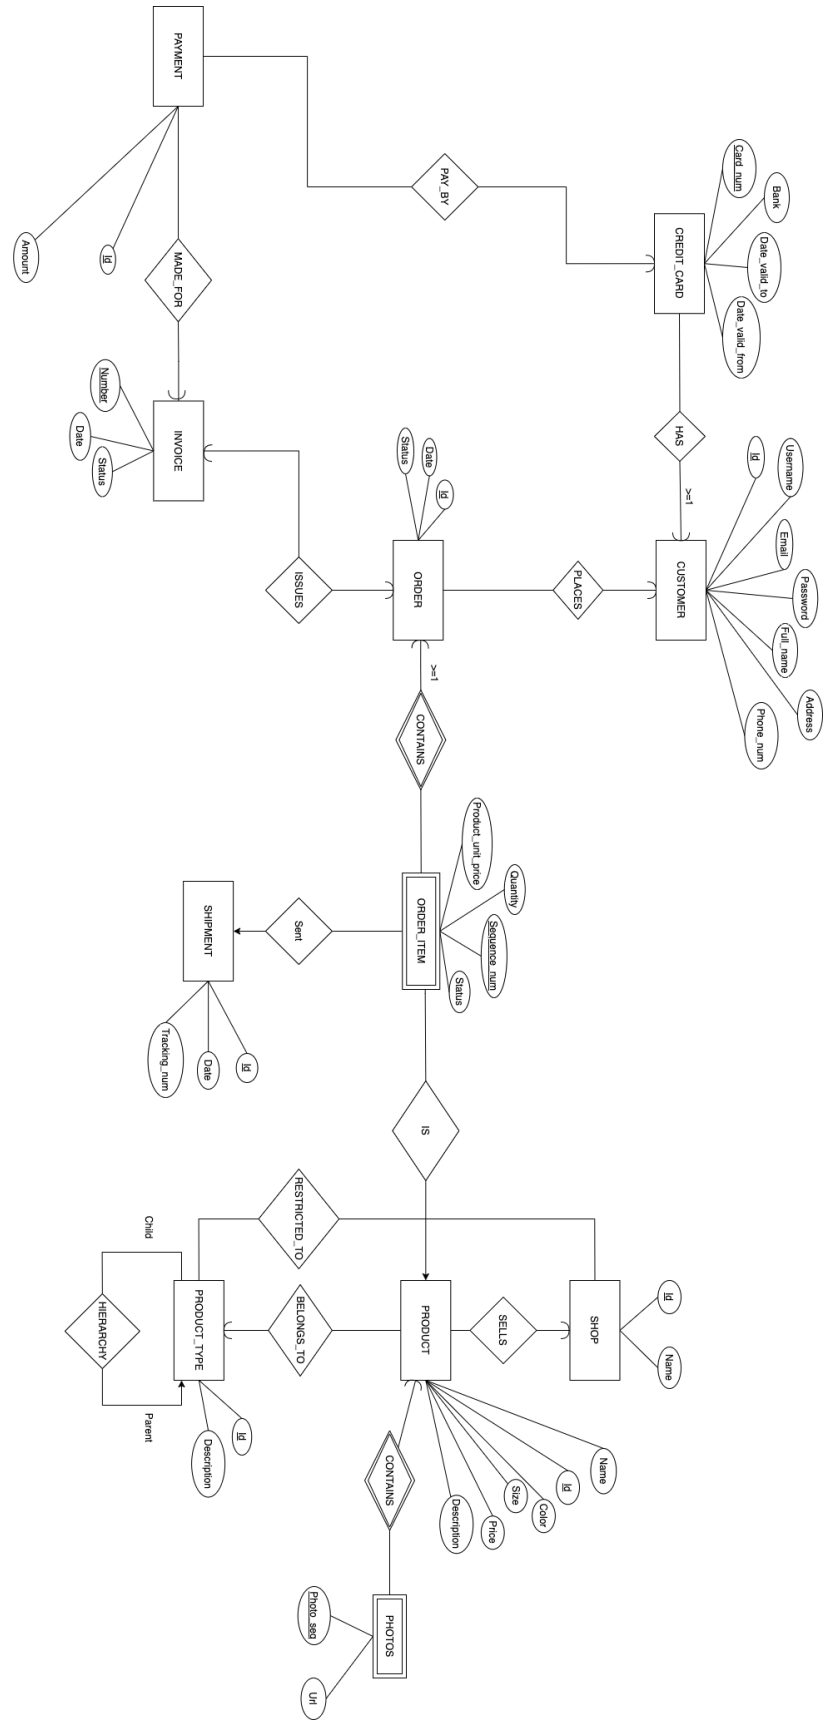 PAYMENT
Amount
Id
PAY_BY
MADE_FOR
Card_num
Bank
Date_valid_to
Date_valid_from
CREDIT_CARD
HAS
>=1
Number
Date
Status
INVOICE
ISSUES
Status
Date
Id
ORDER
PLACES
Id
Username
Email
Password
Full_name
Address
Phone_num
CUSTOMER
>=1
CONTAINS
Product_unit_price
Quantity
Sequence_num
Status
ORDER_ITEM
Sent
SHIPMENT
Tracking_num
Date
Id
IS
RESTRICTED_TO
Child
HIERARCHY
Parent
PRODUCT_TYPE
BELONGS_TO
Id
Description
PRODUCT
SELLS
SHOP
Id
Name
Name
Id
Color
Size
Price
Description
CONTAINS
PHOTOS
Photo_seq
Url